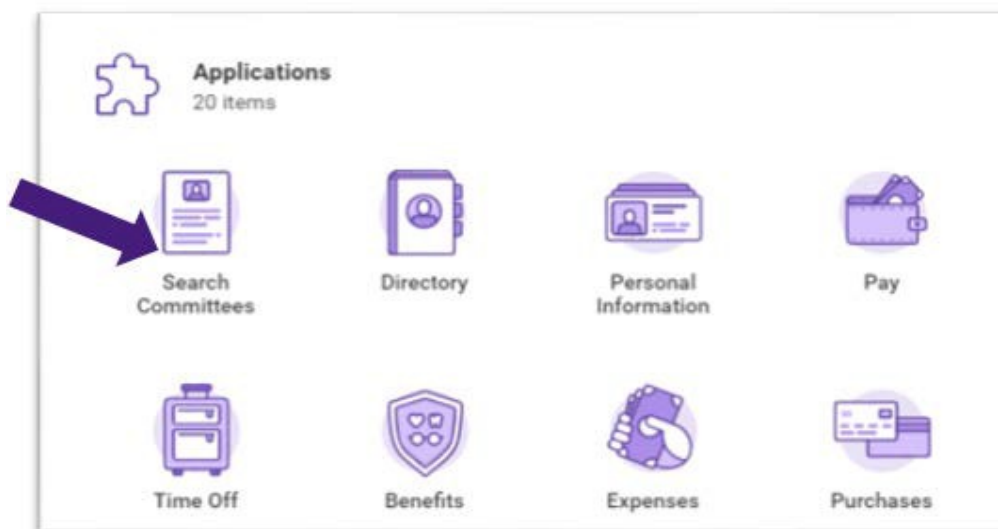 Applications
20 items
Search
Committees
Directory
Personal
Information
Pay
Time Off
Benefits
Expenses
Purchases